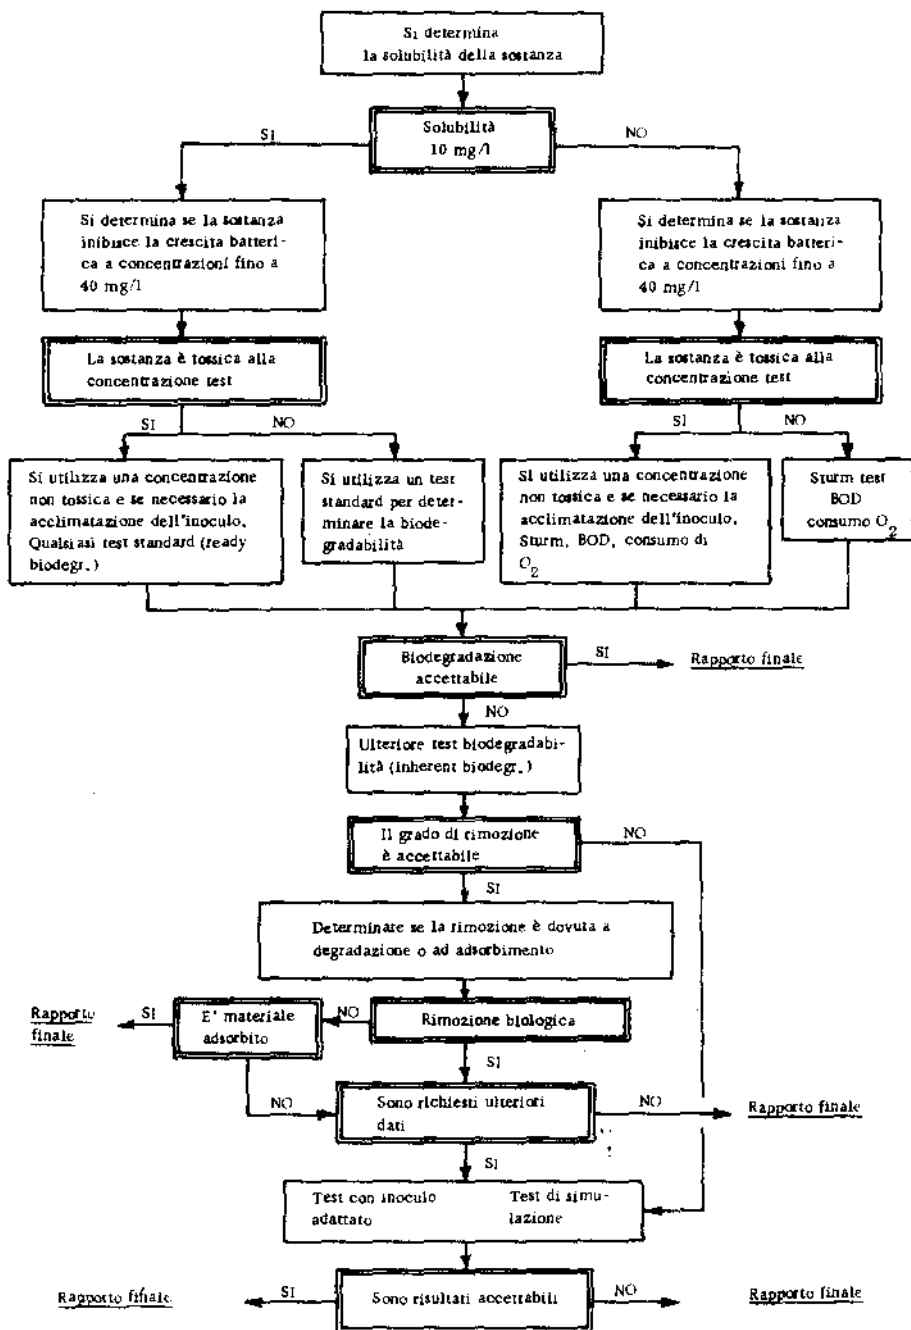 Si determina
la solubilità della sostanza
Solubilità
10 mg/l
SI
NO
Si determina se la sostanza
inibisce la crescita batteri-
ca a concentrazioni fino a
40 mg/l
Si determina se la sostanza
inibisce la crescita batteri-
ca a concentrazioni fino a
40 mg/l
La sostanza è tossica alla
concentrazione test
La sostanza è tossica alla
concentrazione test
SI
NO
SI
NO
Si utilizza una concentrazione
non tossica e se necessario la
acclimatazione dell'inoculo.
Qualsiasi test standard (ready
biodegr.)
Si utilizza un test
standard per deter-
minare la biode-
gradabilità
Si utilizza una concentrazione
non tossica e se necessario la
acclimatazione dell'inoculo.
Sturm, BOD, consumo di
O2
Sturm test
BOD
consumo O2
Biodegradazione
accettabile
SI
Rapporto finale
NO
Ulteriore test biodegradabi-
lità (inherent biodegr.)
Il grado di rimozione
è accettabile
NO
SI
Determinare se la rimozione è dovuta a
degradazione o ad adsorbimento
Rapporto
finale
SI
E' materiale
adsorbito
NO
Rimozione biologica
SI
NO
Sono richiesti ulteriori
dati
NO
Rapporto finale
SI
Test con inoculo
adattato
Test di simu-
lazione
Rapporto finale
SI
Sono risultati accettabili
NO
Rapporto finale